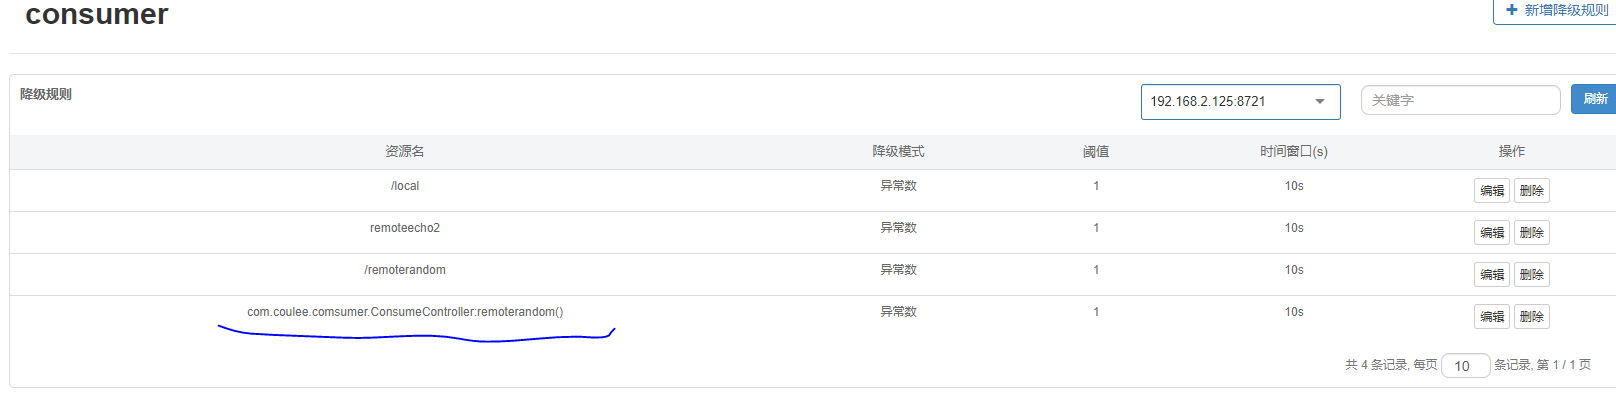 consumer
新增降级规则
降级规则
192.168.2.125:8721
关键字
刷新
资源名 降级模式 阈值 时间窗口(s) 操作
/local 异常数 1 10s 编辑 删除
remoteecho2 异常数 1 10s 编辑 删除
/remoterandom 异常数 1 10s 编辑 删除
com.coulee.comsumer.ConsumeController:remoterandom() 异常数 1 10s 编辑 删除
共 4 条记录, 每页 10 条记录, 第 1 / 1 页